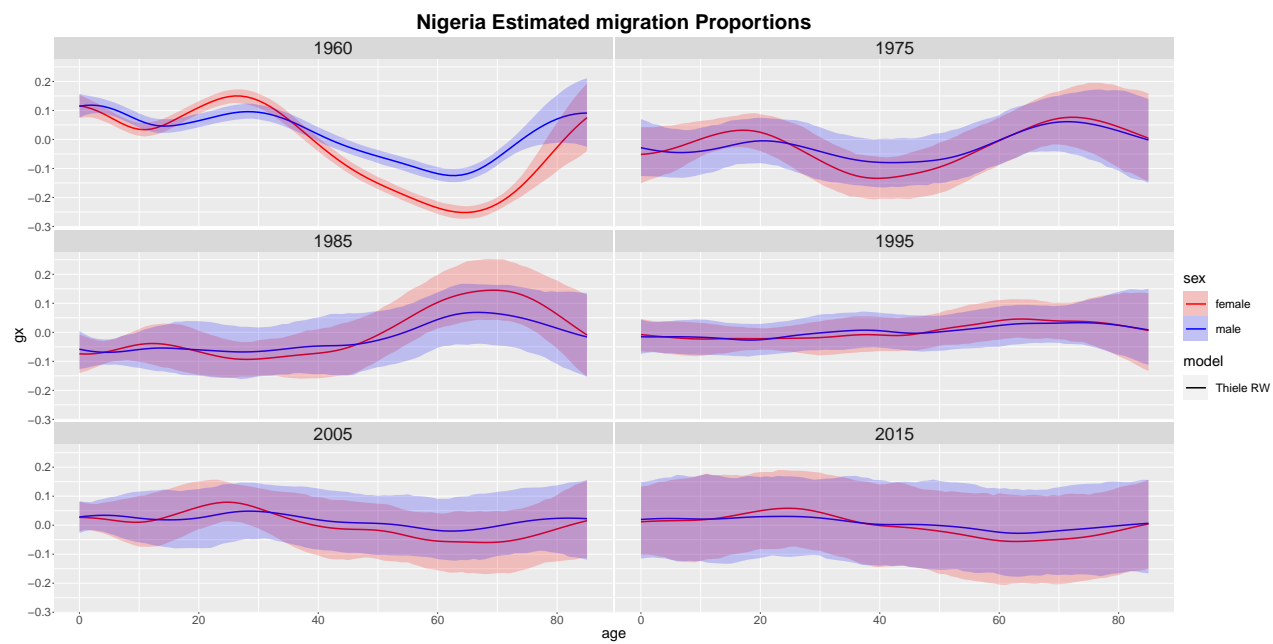 Nigeria Estimated migration Proportions
1960
1975
0.2
0.1
0.0
−0.1
−0.2
−0.3
1985
1995
0.2
0.1
0.0
−0.1
−0.2
−0.3
2005
2015
0.2
0.1
0.0
−0.1
−0.2
−0.3
0 20 40 60 80 0 20 40 60 80
age
gx
sex
female
male
model
Thiele RW